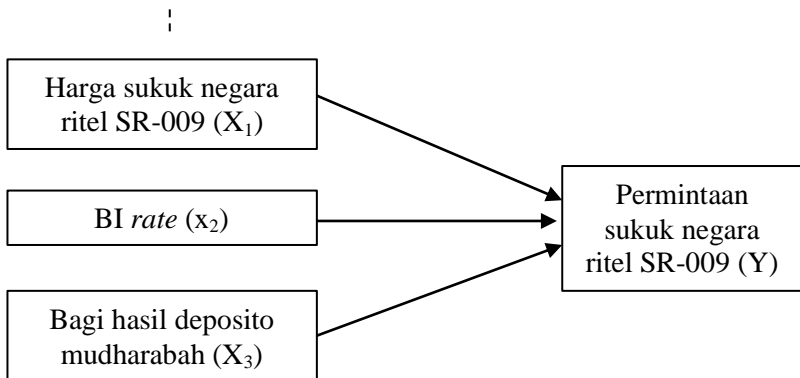 Harga sukuk negara
ritel SR-009 (X₁)
BI rate (x₂)
Permintaan
sukuk negara
ritel SR-009 (Y)
Bagi hasil deposito
mudharabah (X₃)